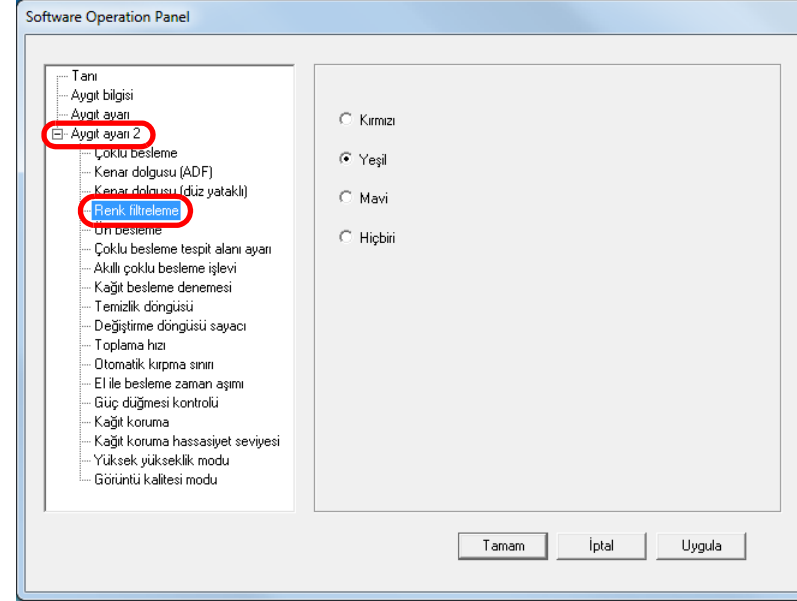 Software Operation Panel
Tanı
Aygıt bilgisi
Aygıt ayarı
Aygıt ayarı 2
Çoklu besleme
Kenar dolgusu (ADF)
Kenar dolgusu (düz yataklı)
Renk filtreleme
Ön besleme
Çoklu besleme tespit alanı ayarı
Akıllı çoklu besleme işlevi
Kağıt besleme denemesi
Temizlik döngüsü
Değiştirme döngüsü sayacı
Toplama hızı
Otomatik kırpma sınırı
El ile besleme zaman aşımı
Güç düğmesi kontrolü
Kağıt koruma
Kağıt koruma hassasiyet seviyesi
Yüksek yükseklik modu
Görüntü kalitesi modu
Kırmızı
Yeşil
Mavi
Hiçbiri
Tamam
İptal
Uygula